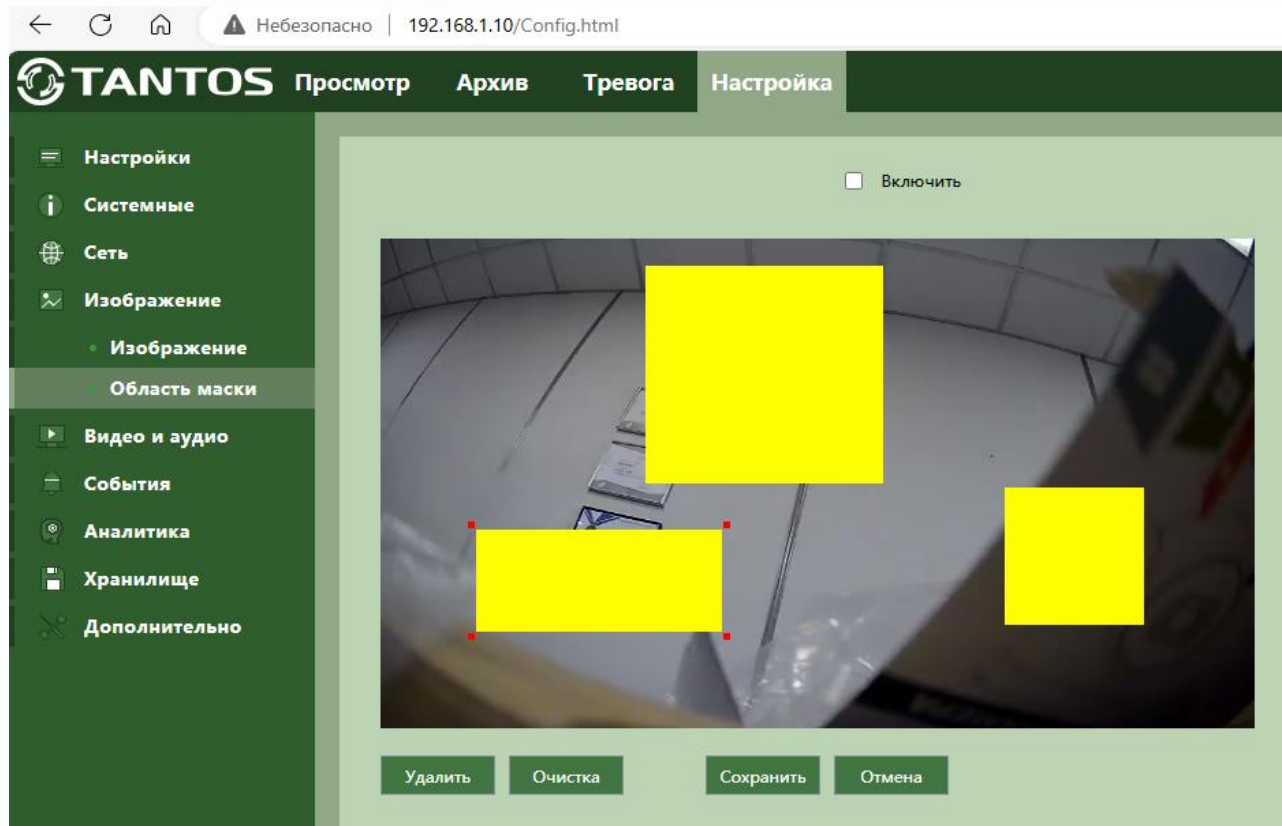 Небезопасно | 192.168.1.10/Config.html
TANTOS Просмотр Архив Тревога Настройка
Настройки
Системные
Сеть
Изображение
Изображение
Область маски
Видео и аудио
События
Аналитика
Хранилище
Дополнительно
Включить
Удалить Очистка Сохранить Отмена